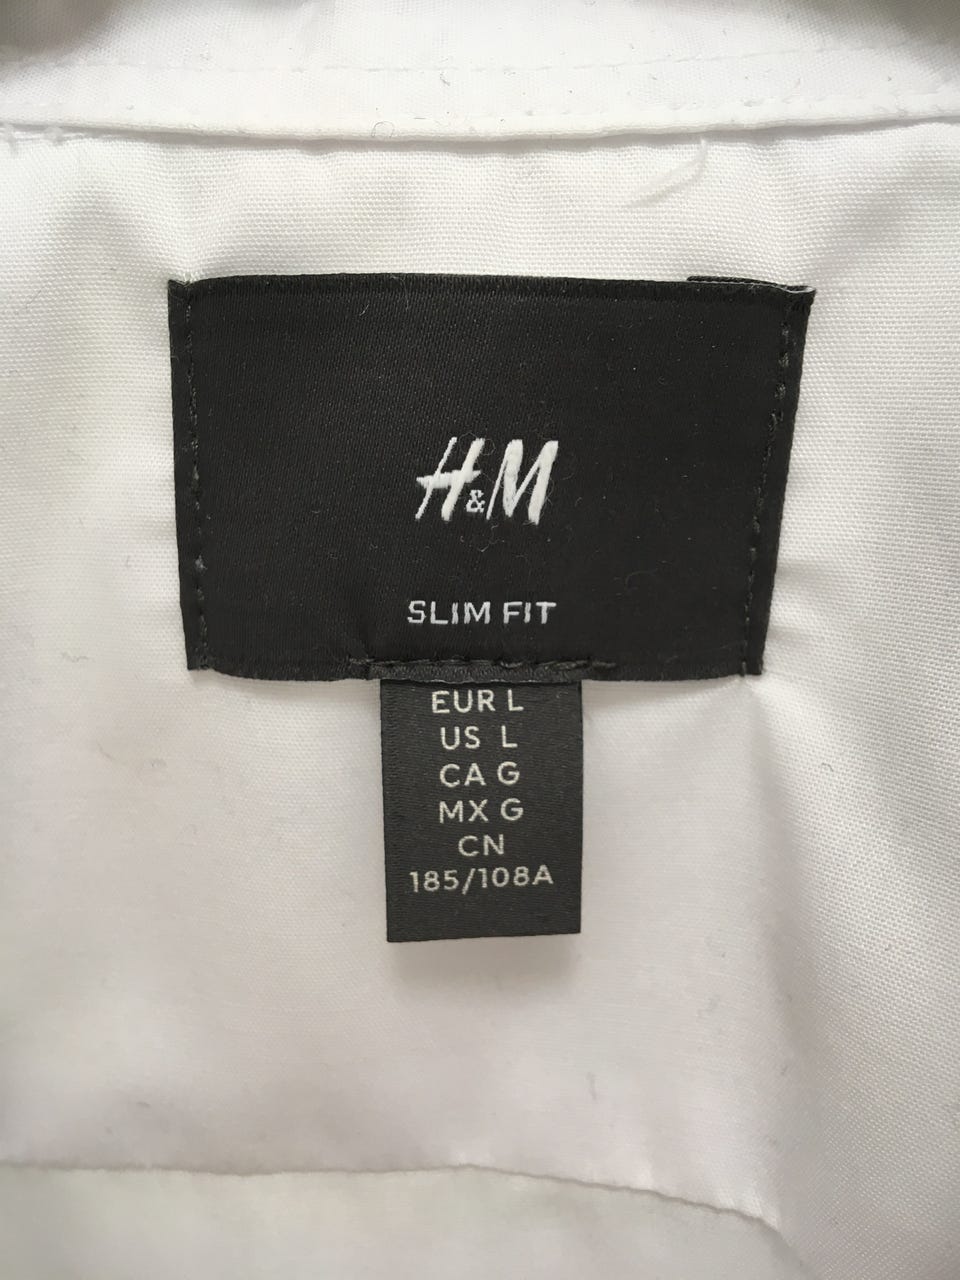 H&M
SLIM FIT
EUR L
US L
CA G
MX G
CN
185/108A